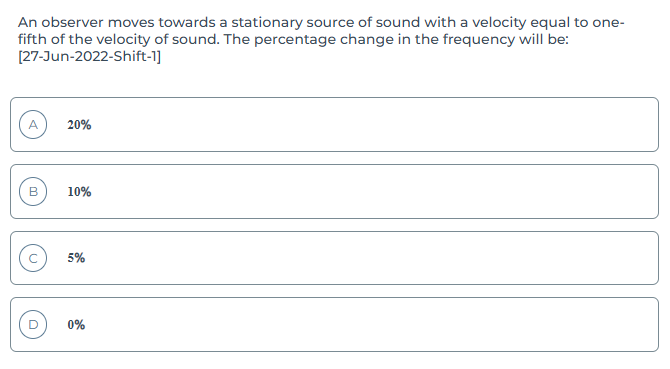 An observer moves towards a stationary source of sound with a velocity equal to one-
fifth of the velocity of sound. The percentage change in the frequency will be:
[27-Jun-2022-Shift-1]
A 20%
B 10%
C 5%
D 0%